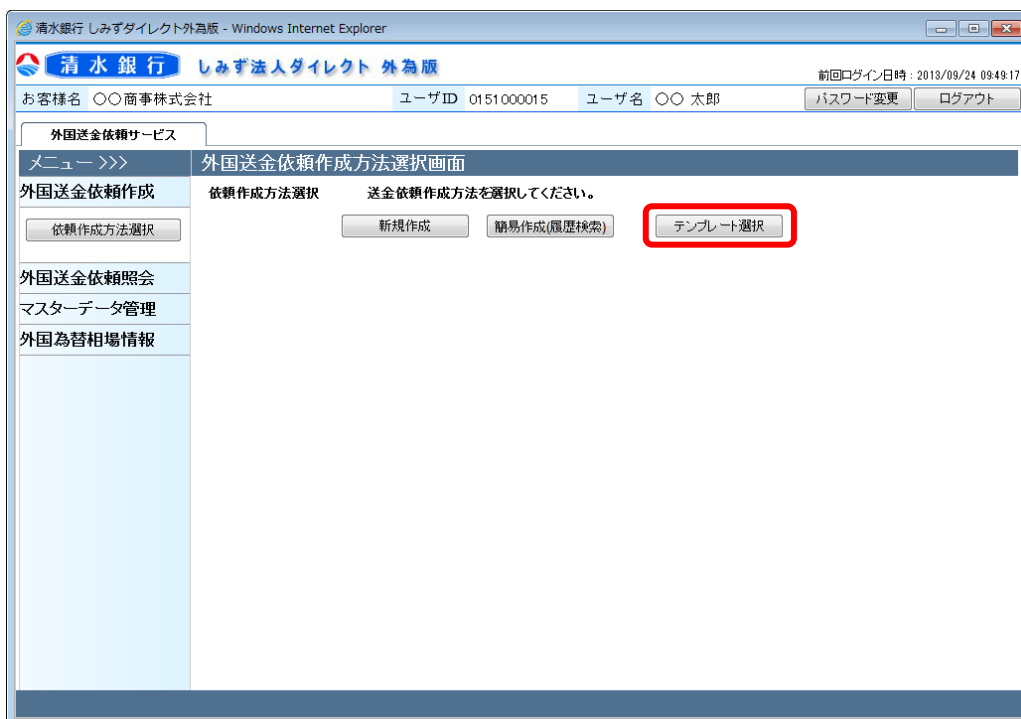 清水銀行 しみずダイレクト外為版 - Windows Internet Explorer
清水銀行 しみず法人ダイレクト 外為版
前回ログイン日時：2013/09/24 09:49:17
お客様名 〇〇商事株式会社 ユーザID 0151000015 ユーザ名 〇〇 太郎 パスワード変更 ログアウト
外国送金依頼サービス
メニュー >>> 外国送金依頼作成方法選択画面
外国送金依頼作成 依頼作成方法選択 送金依頼作成方法を選択してください。
依頼作成方法選択 新規作成 簡易作成(履歴検索) テンプレート選択
外国送金依頼照会
マスターデータ管理
外国為替相場情報